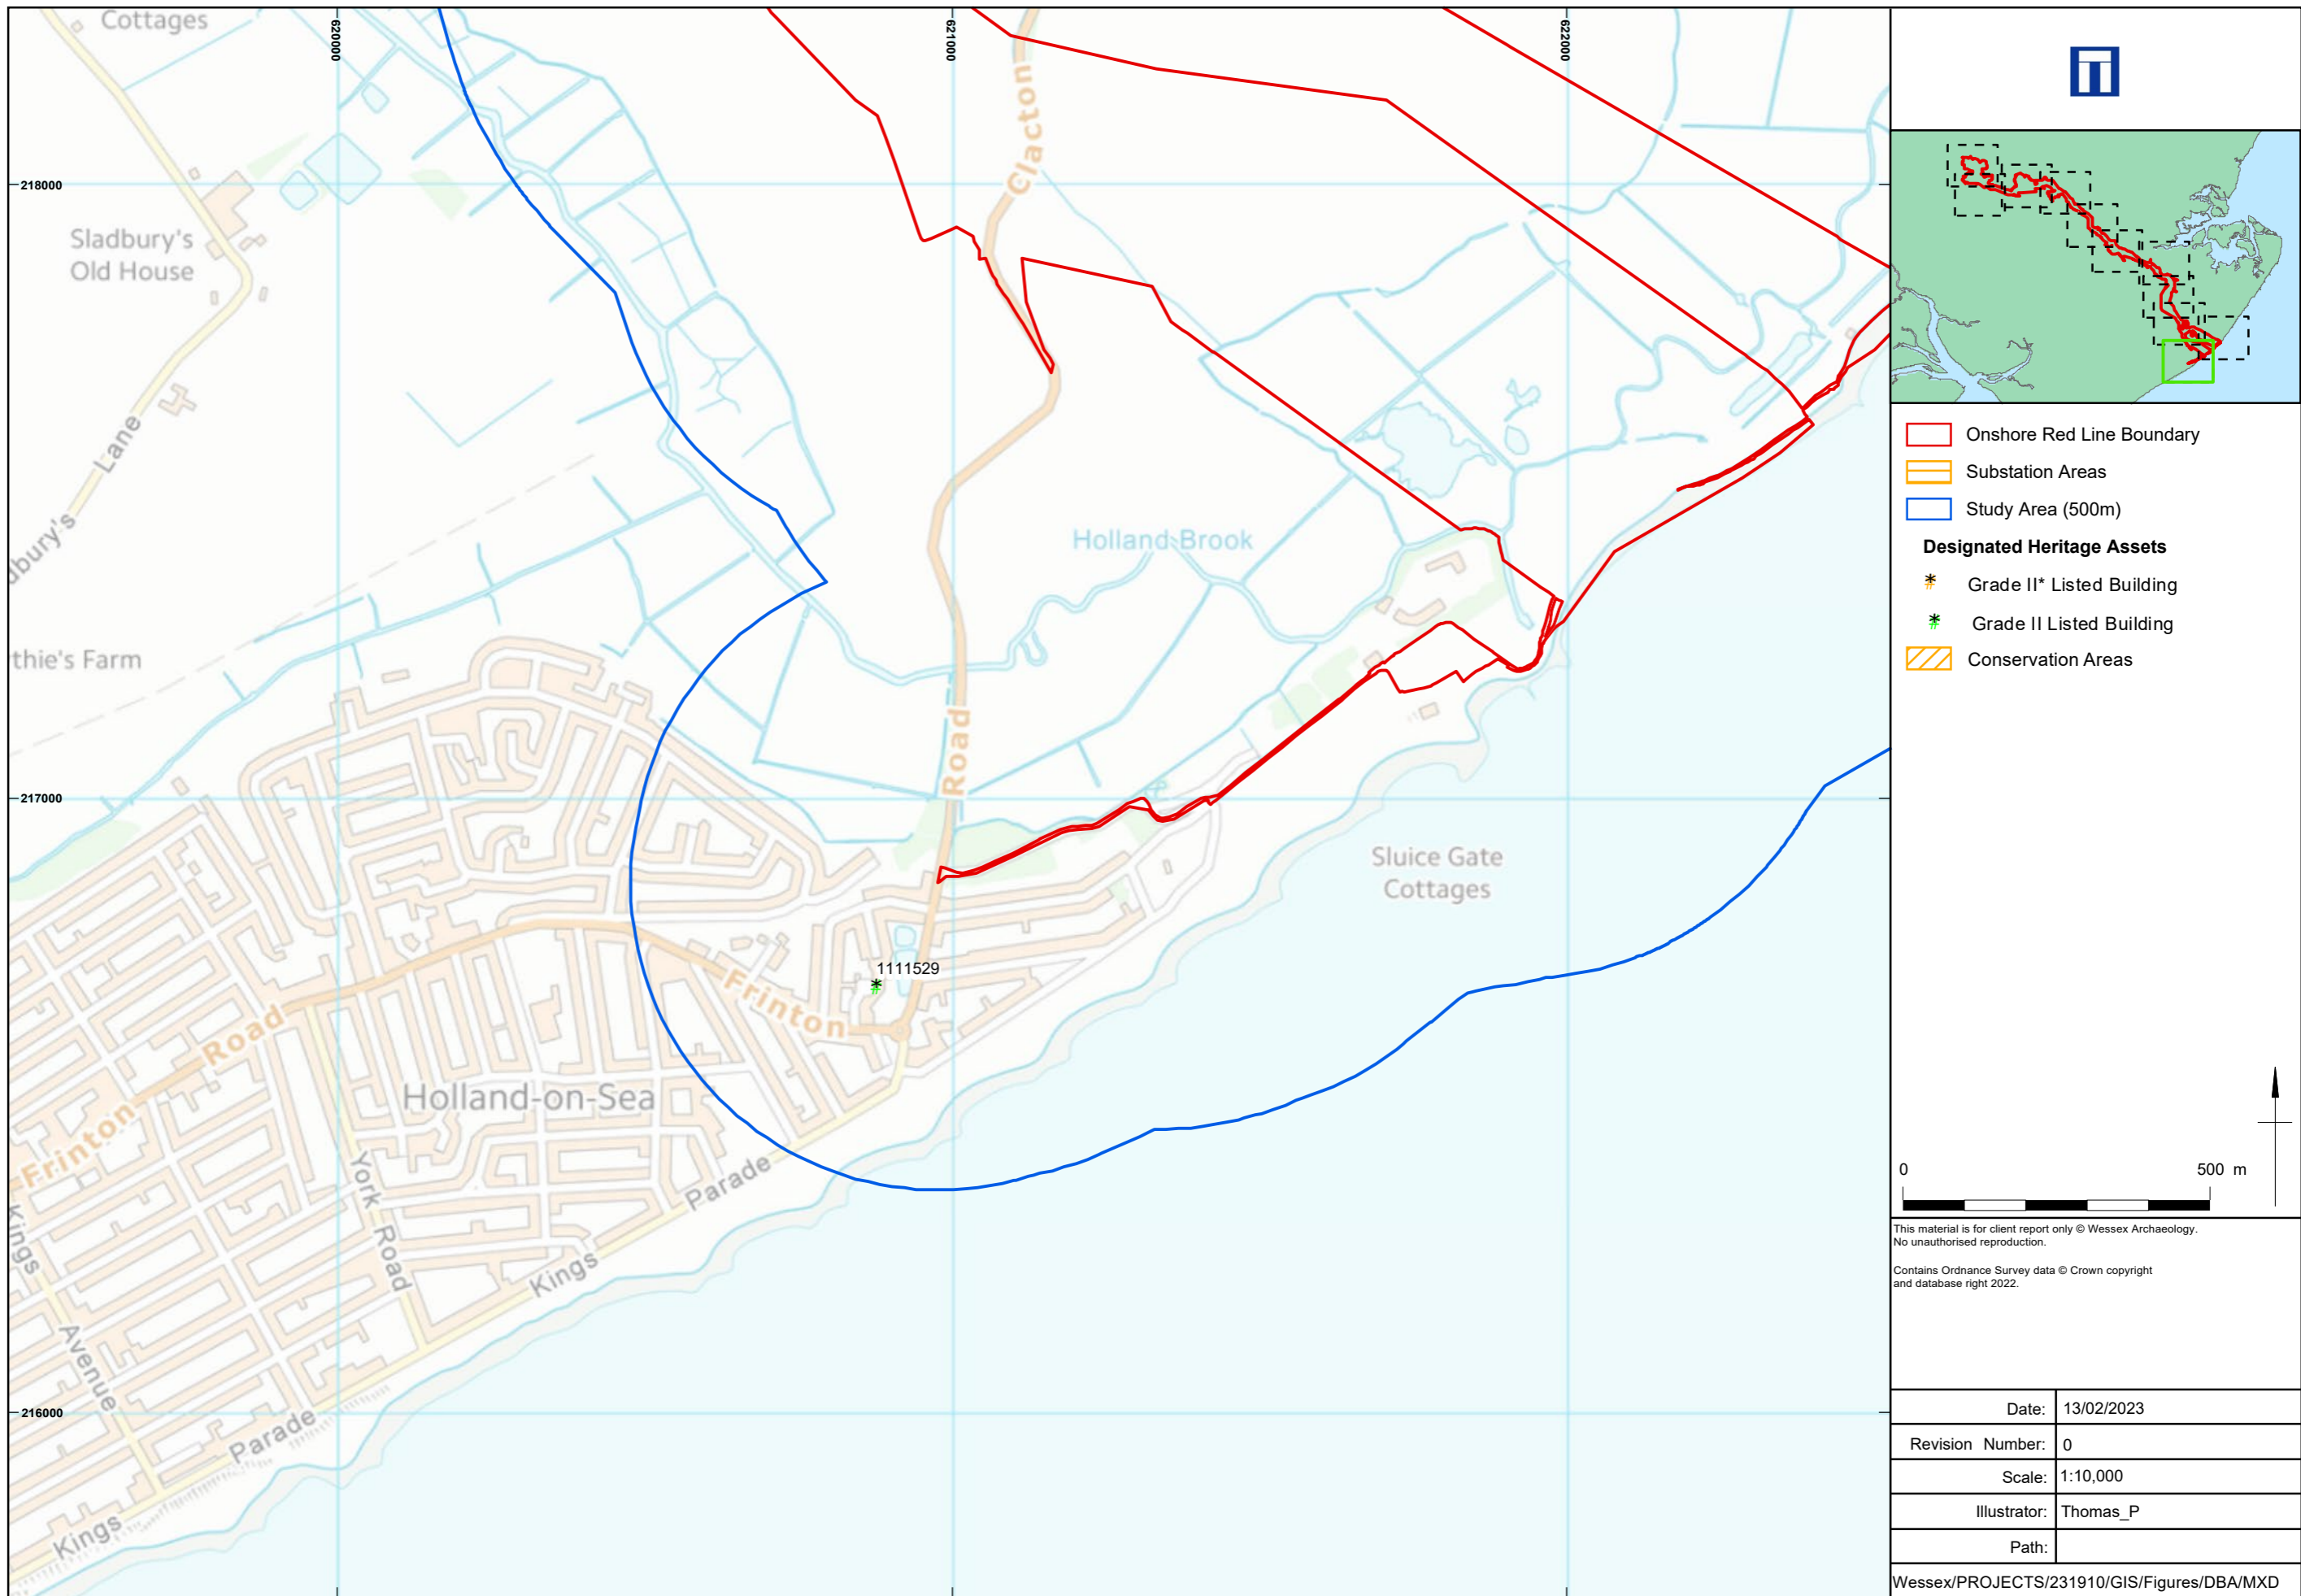 Cottages
620000
621000
622000
Clacton
218000
Sladbury's
Old House
dbury's Lane
Holland Brook
thie's Farm
Road
217000
Sluice Gate
Cottages
1111529
Frinton
Road
Frinton
Holland-on-Sea
York Road
Parade
Kings
Kings
Avenue
216000
Parade
Kings
Onshore Red Line Boundary
Substation Areas
Study Area (500m)
Designated Heritage Assets
Grade II* Listed Building
Grade II Listed Building
Conservation Areas
0 500 m
This material is for client report only © Wessex Archaeology.
No unauthorised reproduction.
Contains Ordnance Survey data © Crown copyright
and database right 2022.
Date: 13/02/2023
Revision Number: 0
Scale: 1:10,000
Illustrator: Thomas_P
Path:
Wessex/PROJECTS/231910/GIS/Figures/DBA/MXD